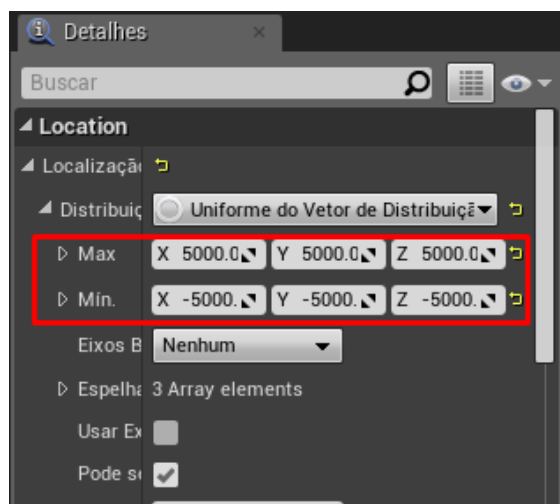 Detalhes ×
Buscar
Location
Localização
Distribuiç Uniforme do Vetor de Distribuiçã
Max X 5000.0 Y 5000.0 Z 5000.0
Mín. X -5000. Y -5000. Z -5000.
Eixos B Nenhum
Espelha 3 Array elements
Usar Ex
Pode se